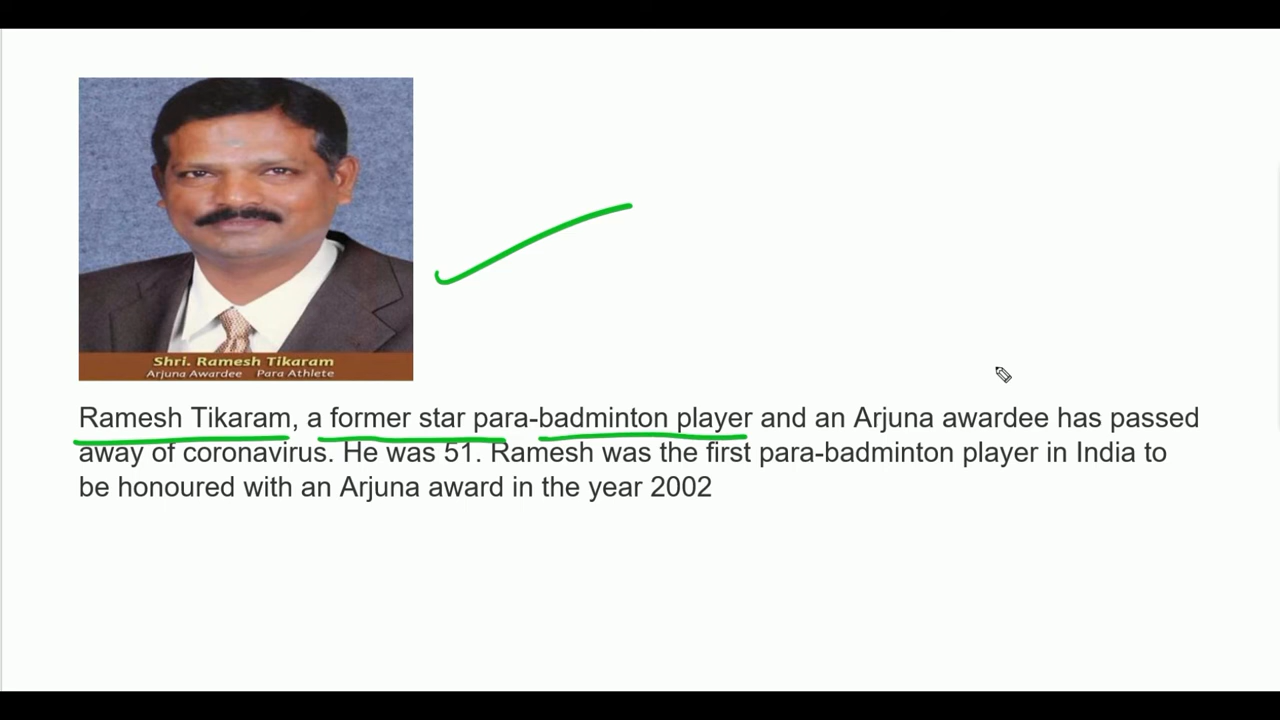 Shri. Ramesh Tikaram
Arjuna Awardee Para Athlete
Ramesh Tikaram, a former star para-badminton player and an Arjuna awardee has passed
away of coronavirus. He was 51. Ramesh was the first para-badminton player in India to
be honoured with an Arjuna award in the year 2002